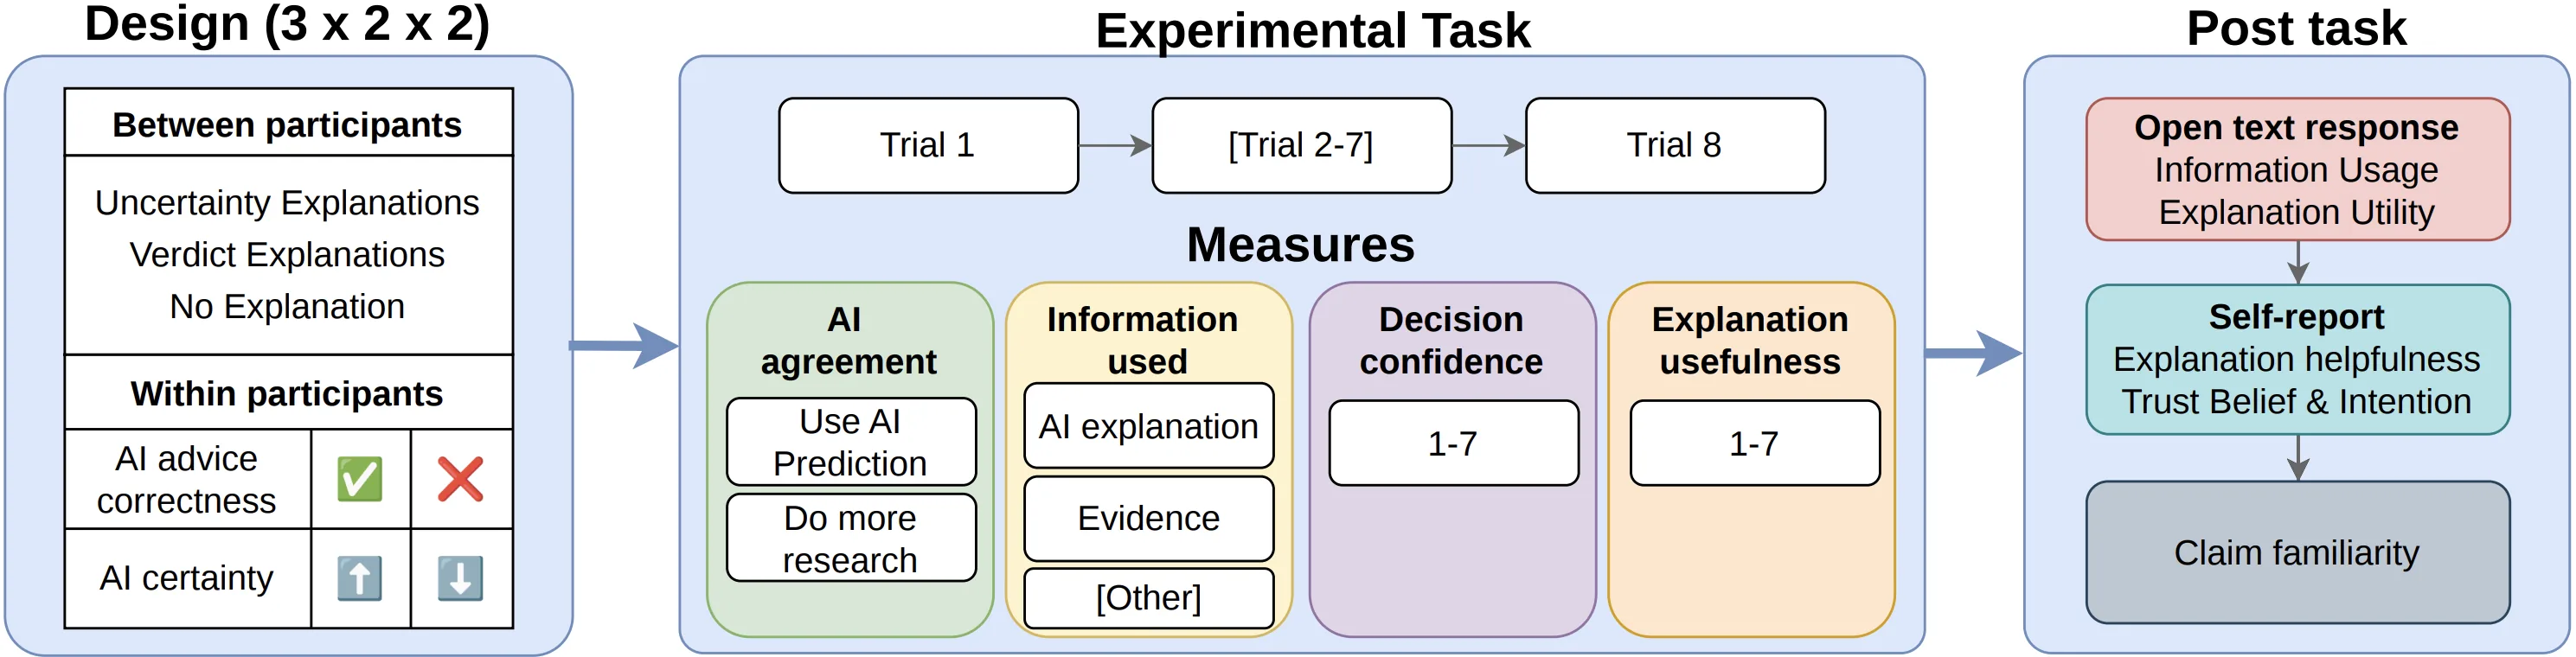 Design (3 x 2 x 2)
Between participants
Uncertainty Explanations
Verdict Explanations
No Explanation
Within participants
AI advice
correctness
AI certainty
Experimental Task
Trial 1
[Trial 2-7]
Trial 8
Measures
AI
agreement
Use AI
Prediction
Do more
research
Information
used
AI explanation
Evidence
[Other]
Decision
confidence
1-7
Explanation
usefulness
1-7
Post task
Open text response
Information Usage
Explanation Utility
Self-report
Explanation helpfulness
Trust Belief & Intention
Claim familiarity